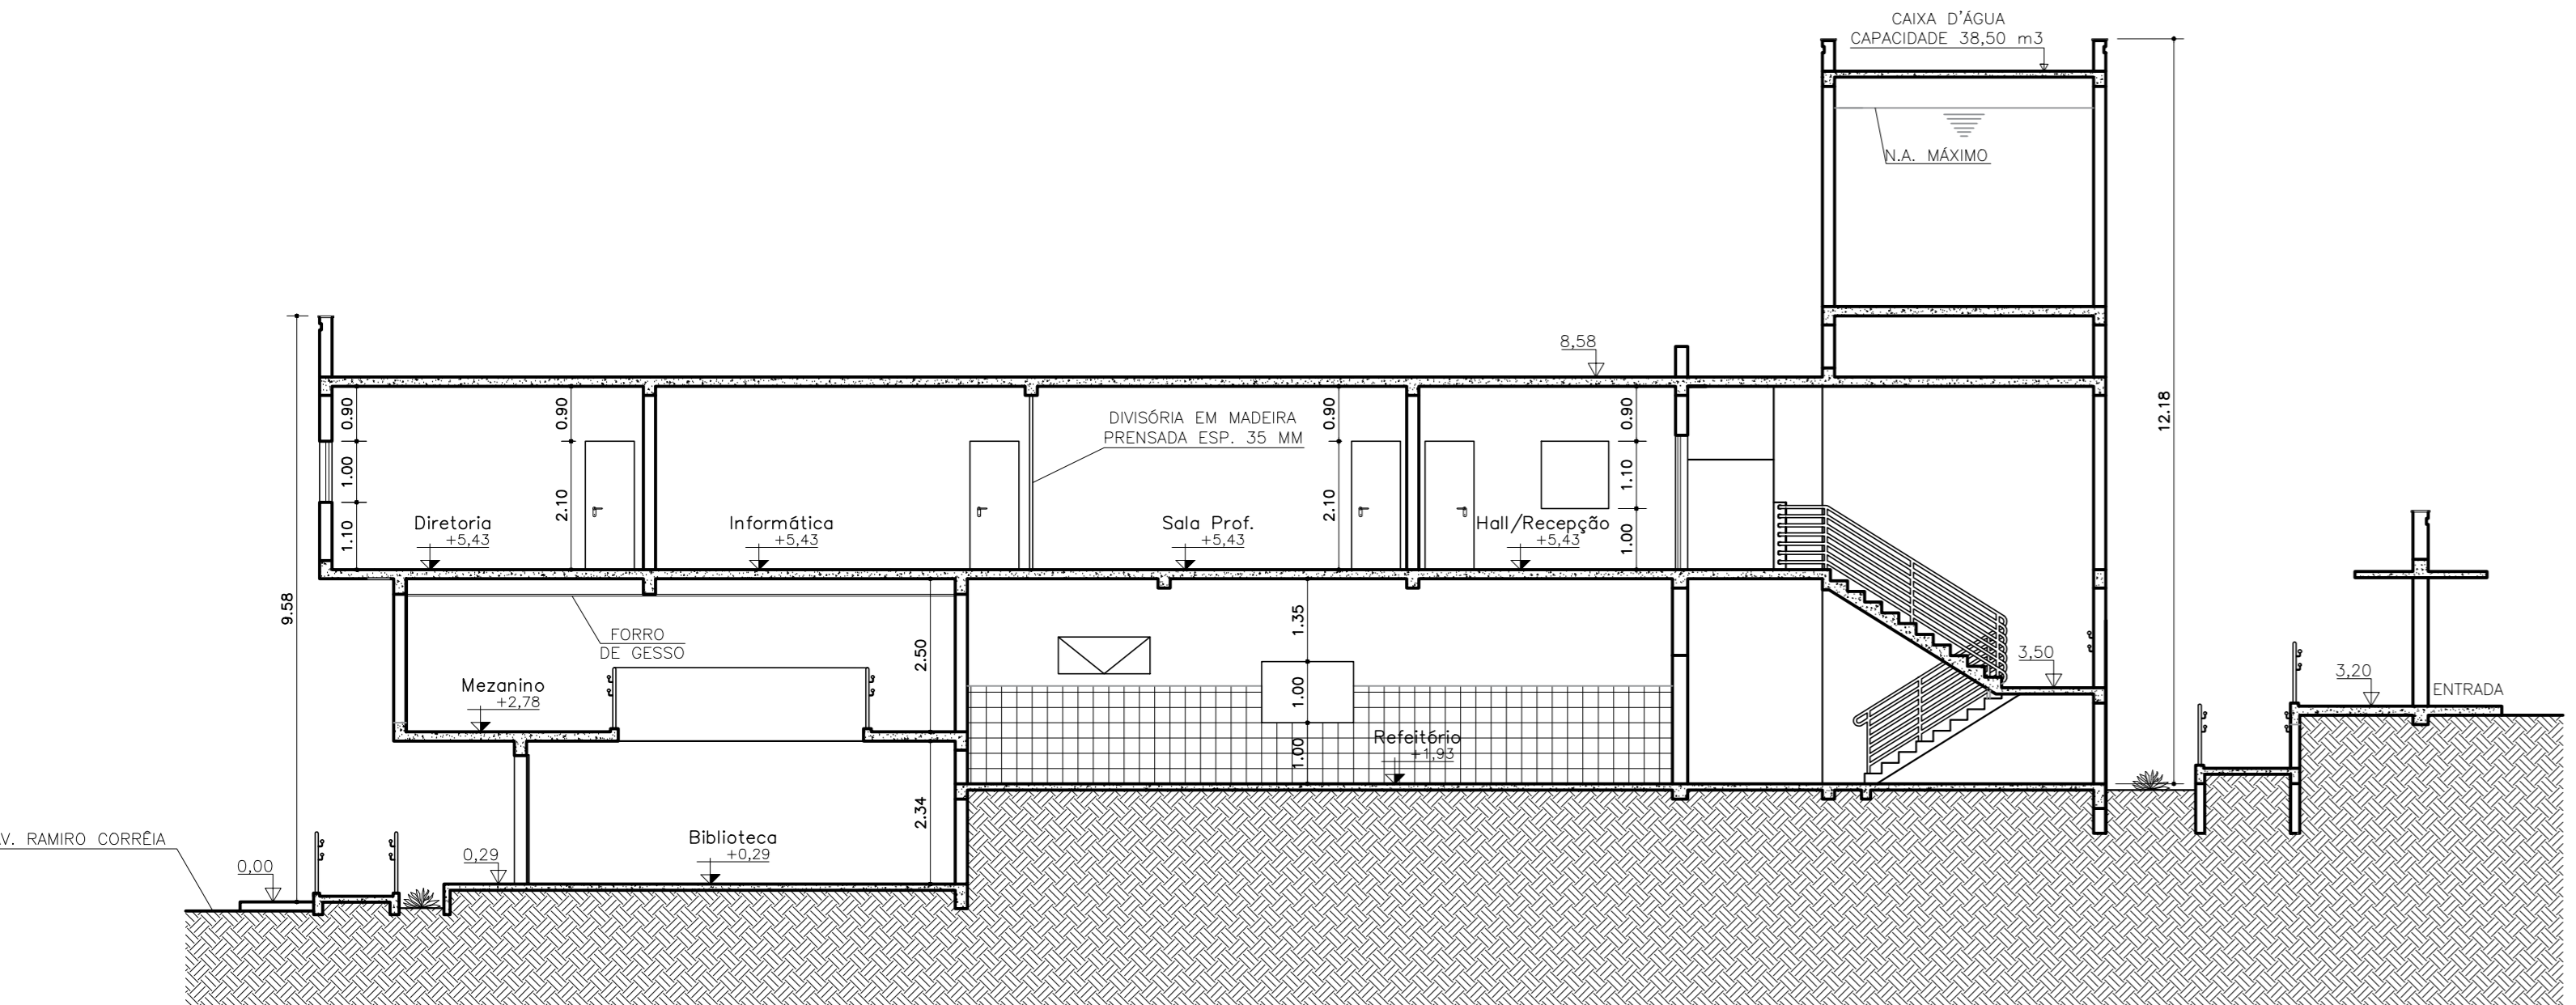 CAIXA D'ÁGUA
CAPACIDADE 38,50 m3
N.A. MÁXIMO
8,58
12.18
9.58
0.90
1.00
1.10
0.90
2.10
DIVISÓRIA EM MADEIRA
PRENSADA ESP. 35 MM
0.90
2.10
0.90
1.10
1.00
Diretoria
+5,43
Informática
+5,43
Sala Prof.
+5,43
Hall/Recepção
+5,43
FORRO
DE GESSO
2.50
1.35
1.00
1.00
Mezanino
+2,78
3,50
3,20
ENTRADA
Refeitório
+1,93
2.34
Biblioteca
+0,29
0,29
0,00
V. RAMIRO CORRÊIA